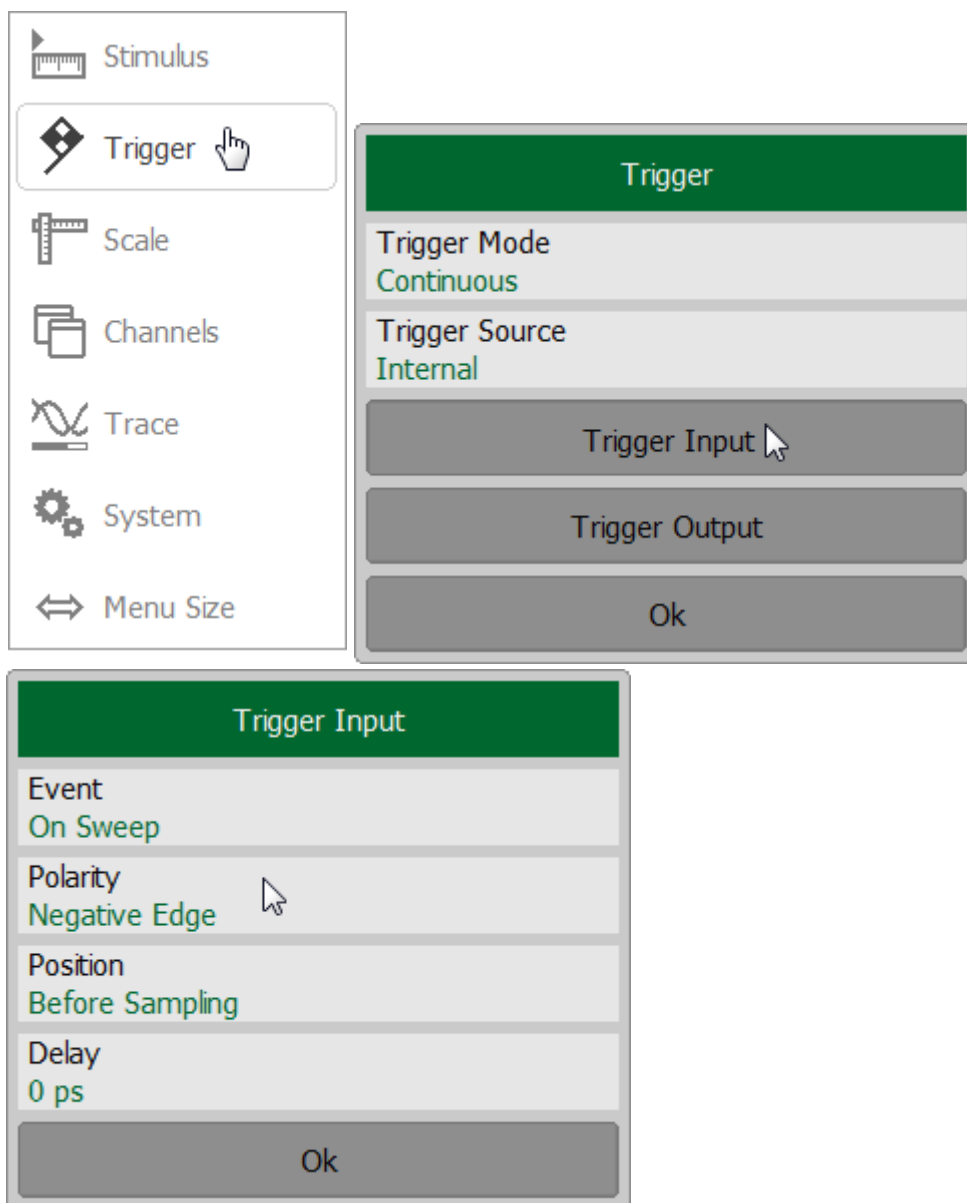 Stimulus
Trigger
Scale
Channels
Trace
System
Menu Size
Trigger
Trigger Mode
Continuous
Trigger Source
Internal
Trigger Input
Trigger Output
Ok
Trigger Input
Event
On Sweep
Polarity
Negative Edge
Position
Before Sampling
Delay
0 ps
Ok